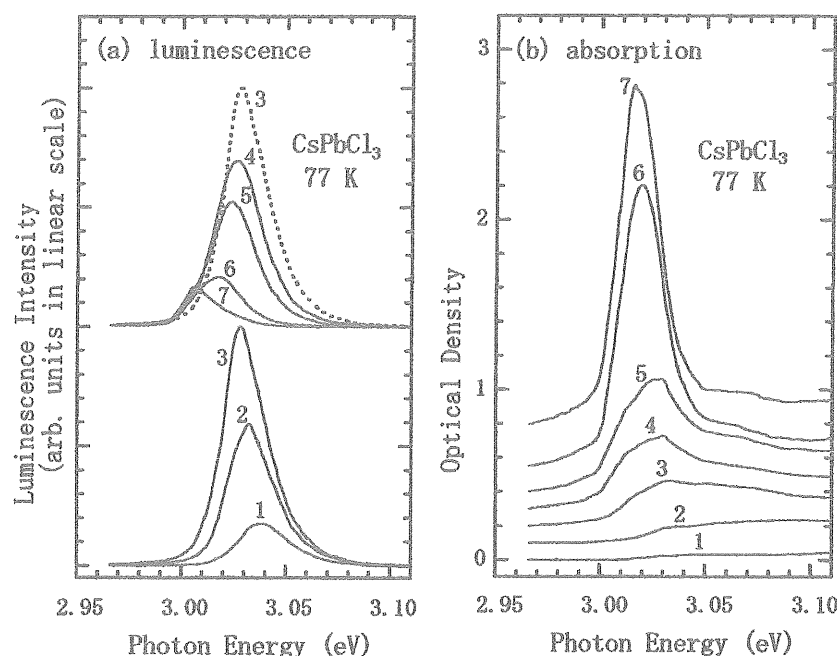 (a) luminescence
3
CsPbCl3
77 K
4
5
6
7
3
2
1
Luminescence Intensity
(arb. units in linear scale)
2.95 3.00 3.05 3.10
Photon Energy (eV)
(b) absorption
3
2
1
0
7
CsPbCl3
77 K
6
5
4
3
2
1
Optical Density
2.95 3.00 3.05 3.10
Photon Energy (eV)